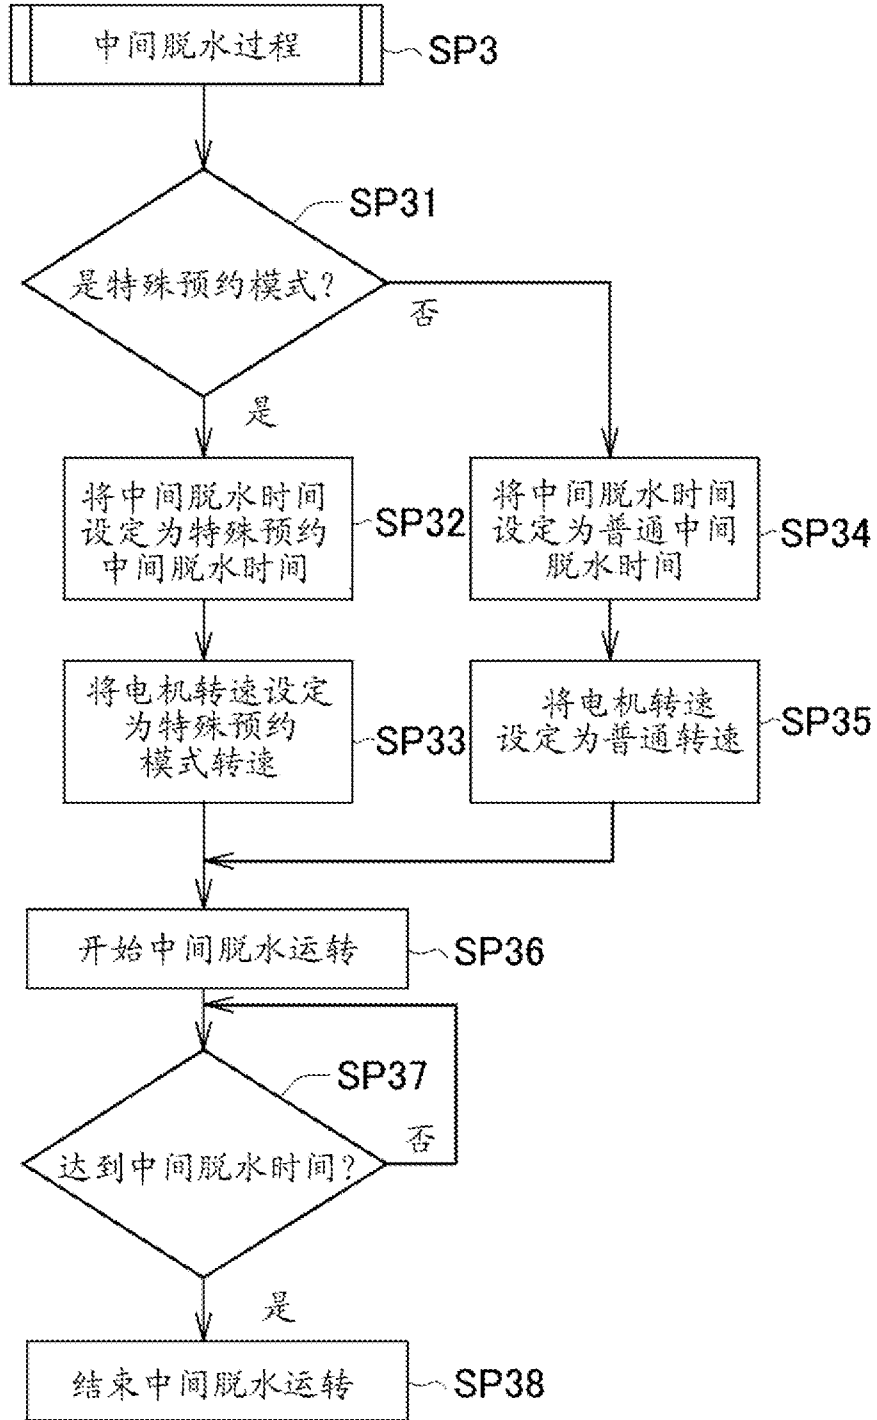 中间脱水过程
SP3
SP31
是特殊预约模式?
否
是
将中间脱水时间
设定为特殊预约
中间脱水时间
SP32
将中间脱水时间
设定为普通中间
脱水时间
SP34
将电机转速设定
为特殊预约
模式转速
SP33
将电机转速
设定为普通转速
SP35
开始中间脱水运转
SP36
SP37
否
达到中间脱水时间?
是
结束中间脱水运转
SP38